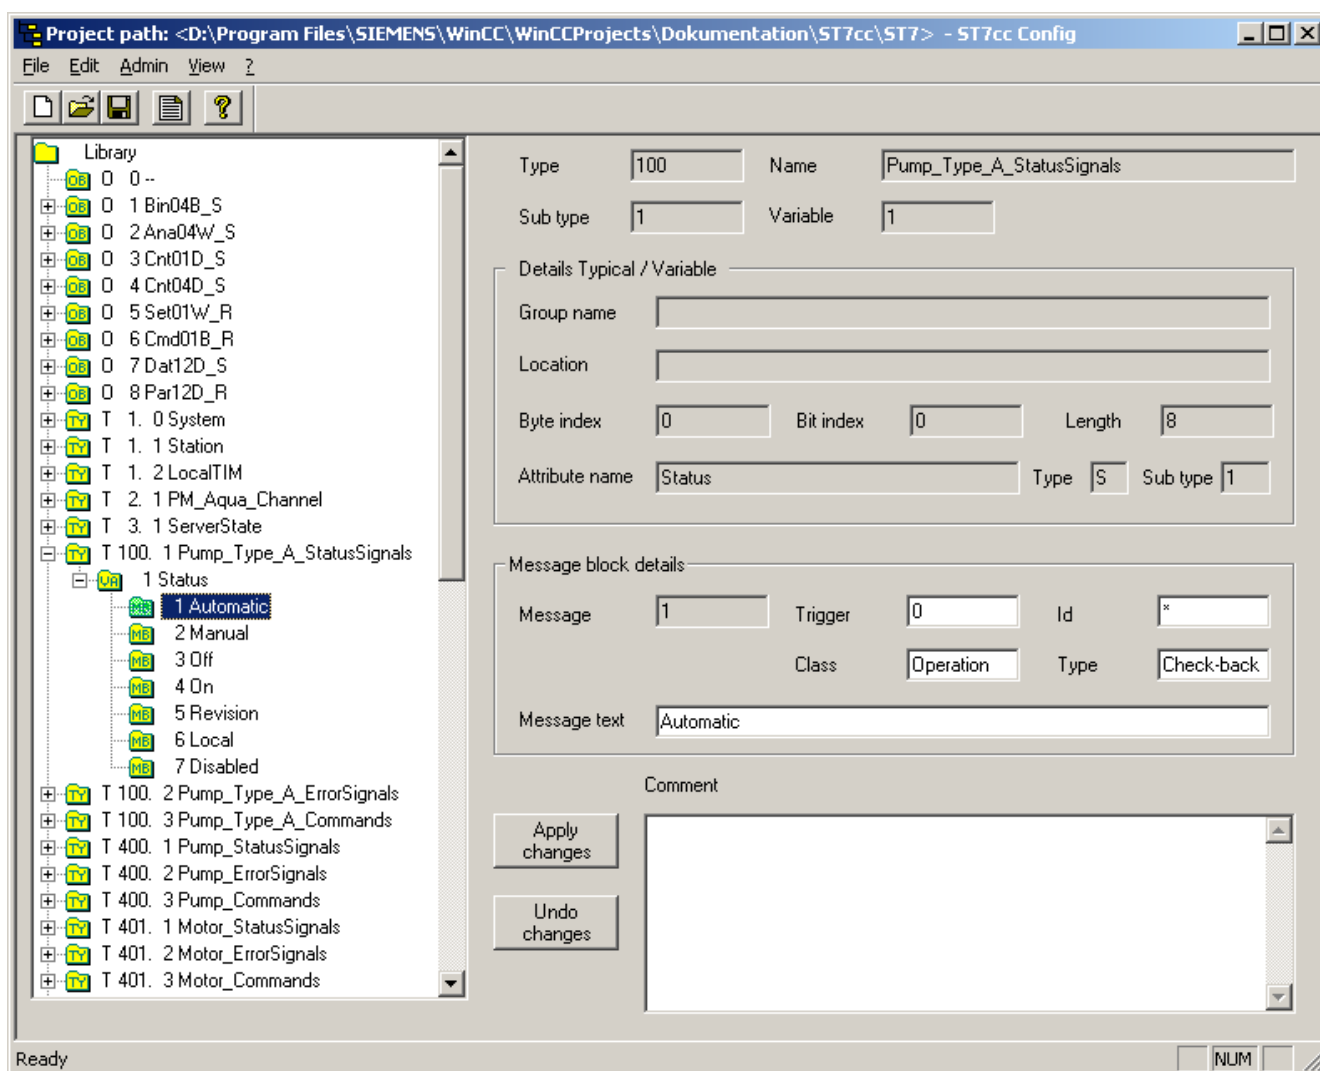 Project path: <D:\Program Files\SIEMENS\WinCC\WinCCProjects\Dokumentation\ST7cc\ST7> - ST7cc Config
File Edit Admin View ?
Library
OB O 0 --
OB O 1 Bin04B_S
OB O 2 Ana04W_S
OB O 3 Cnt01D_S
OB O 4 Cnt04D_S
OB O 5 Set01W_R
OB O 6 Cmd01B_R
OB O 7 Dat12D_S
OB O 8 Par12D_R
TY T 1. 0 System
TY T 1. 1 Station
TY T 1. 2 LocalTIM
TY T 2. 1 PM_Aqua_Channel
TY T 3. 1 ServerState
TY T 100. 1 Pump_Type_A_StatusSignals
VA 1 Status
MB 1 Automatic
MB 2 Manual
MB 3 Off
MB 4 On
MB 5 Revision
MB 6 Local
MB 7 Disabled
TY T 100. 2 Pump_Type_A_ErrorSignals
TY T 100. 3 Pump_Type_A_Commands
TY T 400. 1 Pump_StatusSignals
TY T 400. 2 Pump_ErrorSignals
TY T 400. 3 Pump_Commands
TY T 401. 1 Motor_StatusSignals
TY T 401. 2 Motor_ErrorSignals
TY T 401. 3 Motor_Commands
Type 100 Name Pump_Type_A_StatusSignals
Sub type 1 Variable 1
Details Typical / Variable
Group name
Location
Byte index 0 Bit index 0 Length 8
Attribute name Status Type S Sub type 1
Message block details
Message 1 Trigger 0 Id *
Class Operation Type Check-back
Message text Automatic
Comment
Apply
changes
Undo
changes
Ready NUM